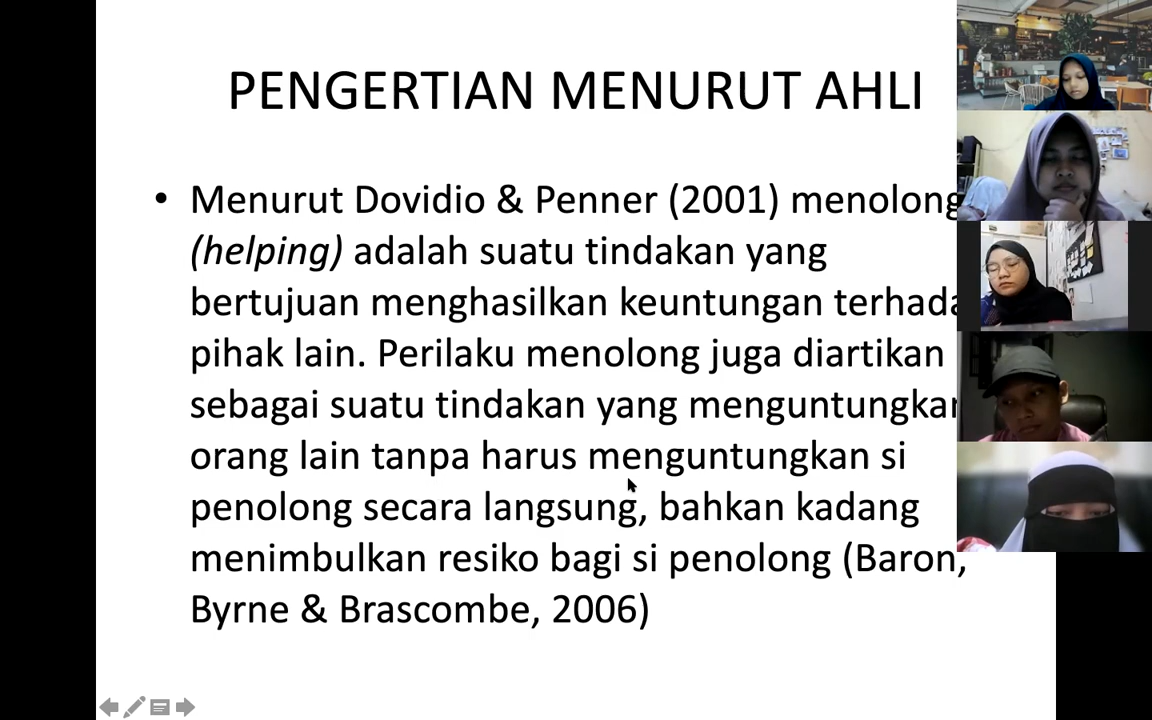 PENGERTIAN MENURUT AHLI
• Menurut Dovidio & Penner (2001) menolong
(helping) adalah suatu tindakan yang
bertujuan menghasilkan keuntungan terhada
pihak lain. Perilaku menolong juga diartikan
sebagai suatu tindakan yang menguntungkan
orang lain tanpa harus menguntungkan si
penolong secara langsung, bahkan kadang
menimbulkan resiko bagi si penolong (Baron,
Byrne & Brascombe, 2006)